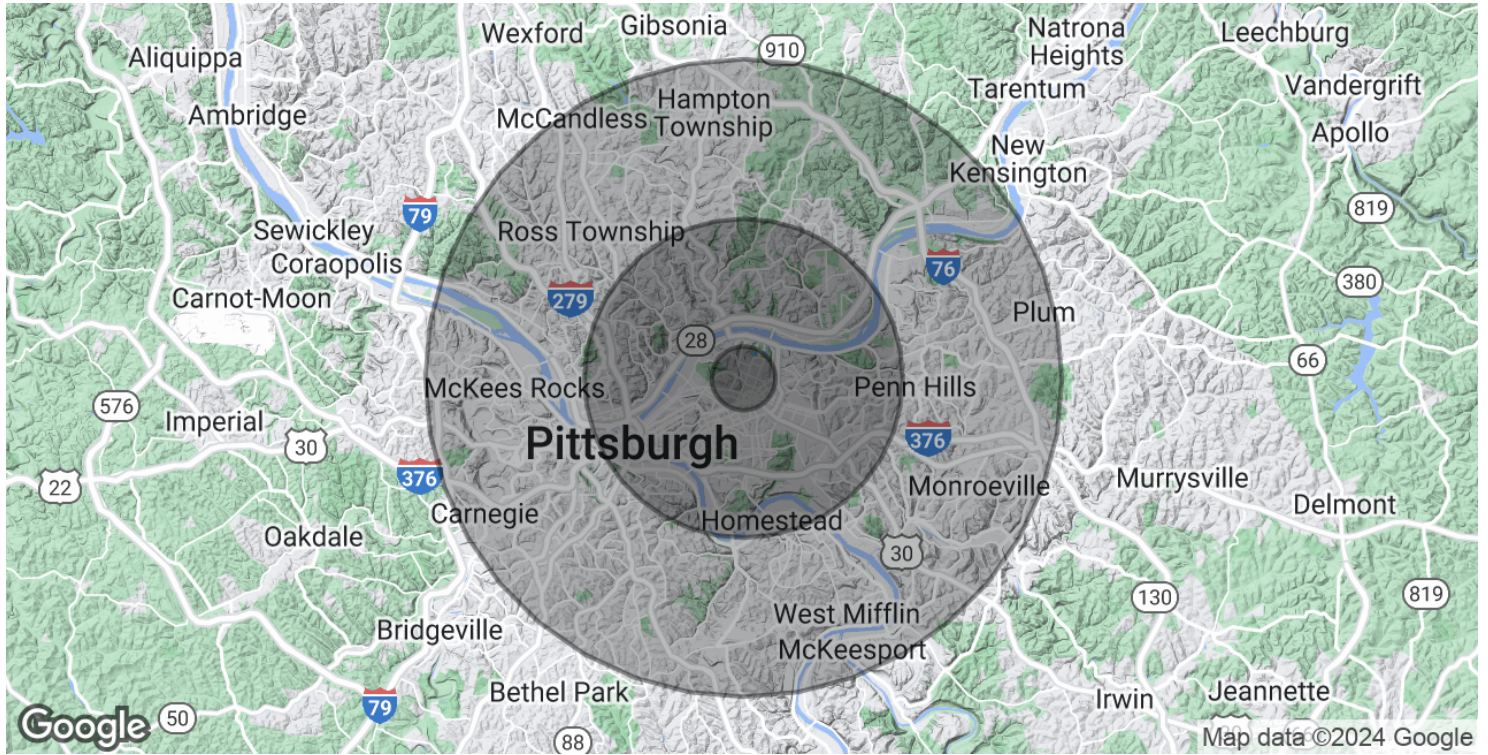 Wexford
Gibsonia
910
Natrona
Heights
Leechburg
Aliquippa
Tarentum
Vandergrift
Ambridge
McCandless
Hampton
Township
Apollo
New
Kensington
79
819
Sewickley
Ross Township
Coraopolis
76
380
Carnot-Moon
279
Plum
28
66
576
McKees Rocks
Penn Hills
Imperial
30
Pittsburgh
376
22
376
Monroeville
Murrysville
Delmont
Carnegie
Homestead
Oakdale
30
130
819
West Mifflin
Bridgeville
McKeesport
Bethel Park
Irwin
Jeannette
79
50
Google
88
Map data ©2024 Google